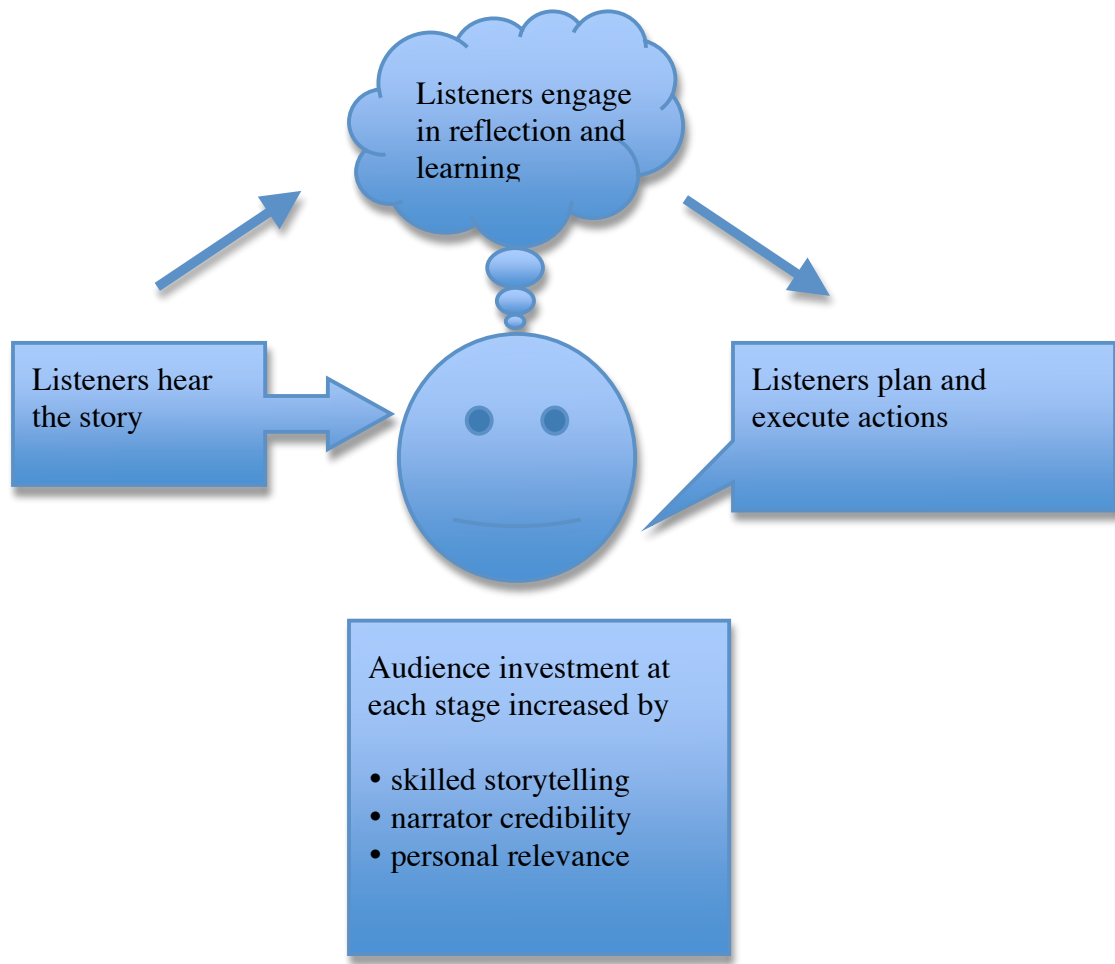 Listeners engage
in reflection and
learning
Listeners hear
the story
Listeners plan and
execute actions
Audience investment at
each stage increased by
• skilled storytelling
• narrator credibility
• personal relevance